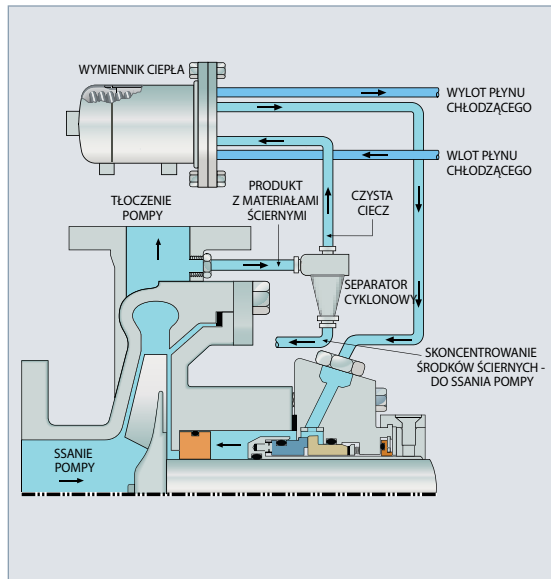 WYMIENNIK CIEPŁA
WYLOT PŁYNU
CHŁODZĄCEGO
WLOT PŁYNU
CHŁODZĄCEGO
TŁOCZENIE
POMPY
PRODUKT
Z MATERIAŁAMI
ŚCIERNYMI
CZYSTA
CIECZ
SEPARATOR
CYKLONOWY
SKONCENTROWANIE
ŚRODKÓW ŚCIERNYCH -
DO SSANIA POMPY
SSANIE
POMPY